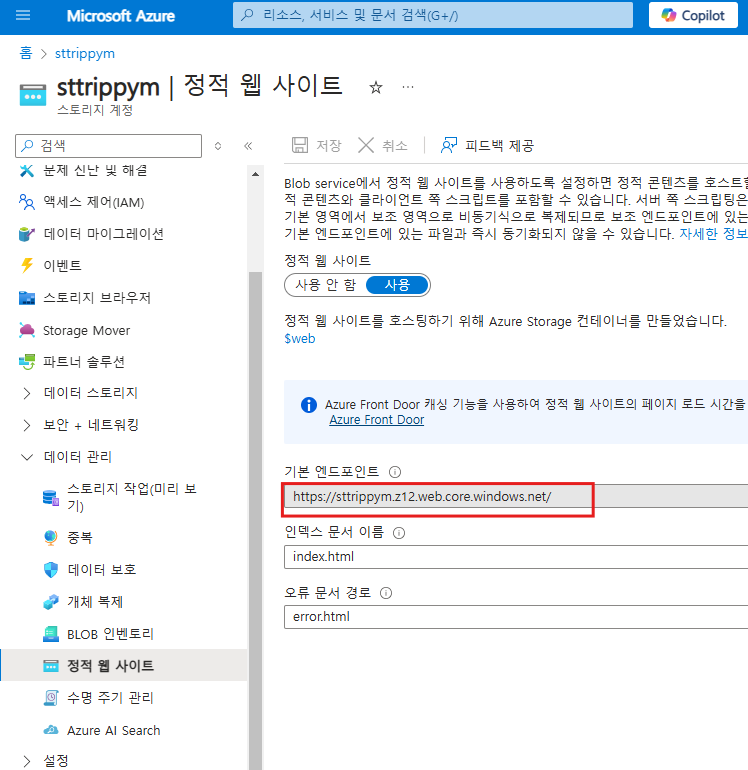 Microsoft Azure
리소스, 서비스 및 문서 검색(G+/)
Copilot
홈 > sttrippym
sttrippym | 정적 웹 사이트
스토리지 계정
검색
저장
취소
피드백 제공
문제 진단 및 해결
액세스 제어(IAM)
데이터 마이그레이션
이벤트
스토리지 브라우저
Storage Mover
파트너 솔루션
데이터 스토리지
보안 + 네트워킹
데이터 관리
스토리지 작업(미리 보
기)
중복
데이터 보호
개체 복제
BLOB 인벤토리
정적 웹 사이트
수명 주기 관리
Azure AI Search
설정
Blob service에서 정적 웹 사이트를 사용하도록 설정하면 정적 콘텐츠를 호스트할
적 콘텐츠와 클라이언트 쪽 스크립트를 포함할 수 있습니다. 서버 쪽 스크립팅은
기본 영역에서 보조 영역으로 비동기식으로 복제되므로 보조 엔드포인트에 있는
기본 엔드포인트에 있는 파일과 즉시 동기화되지 않을 수 있습니다. 자세한 정보
정적 웹 사이트
사용 안 함
사용
정적 웹 사이트를 호스팅하기 위해 Azure Storage 컨테이너를 만들었습니다.
$web
Azure Front Door 캐싱 기능을 사용하여 정적 웹 사이트의 페이지 로드 시간을
Azure Front Door
기본 엔드포인트
https://sttrippym.z12.web.core.windows.net/
인덱스 문서 이름
index.html
오류 문서 경로
error.html